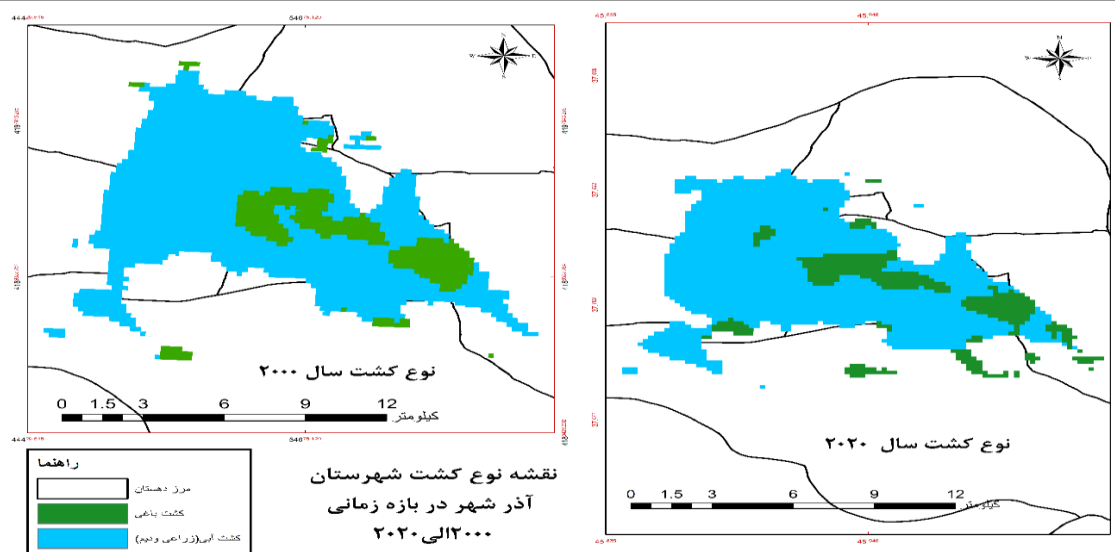 نوع کشت سال ۲۰۰۰
0 1.5 3 6 9 12
کیلومتر
راهنما
مرز دهستان
کشت باغی
کشت آبی(زراعی ودیم)
نقشه نوع کشت شهرستان
آذر شهر در بازه زمانی
۲۰۰۰الی۲۰۲۰
نوع کشت سال ۲۰۲۰
0 1.5 3 6 9 12
کیلومتر